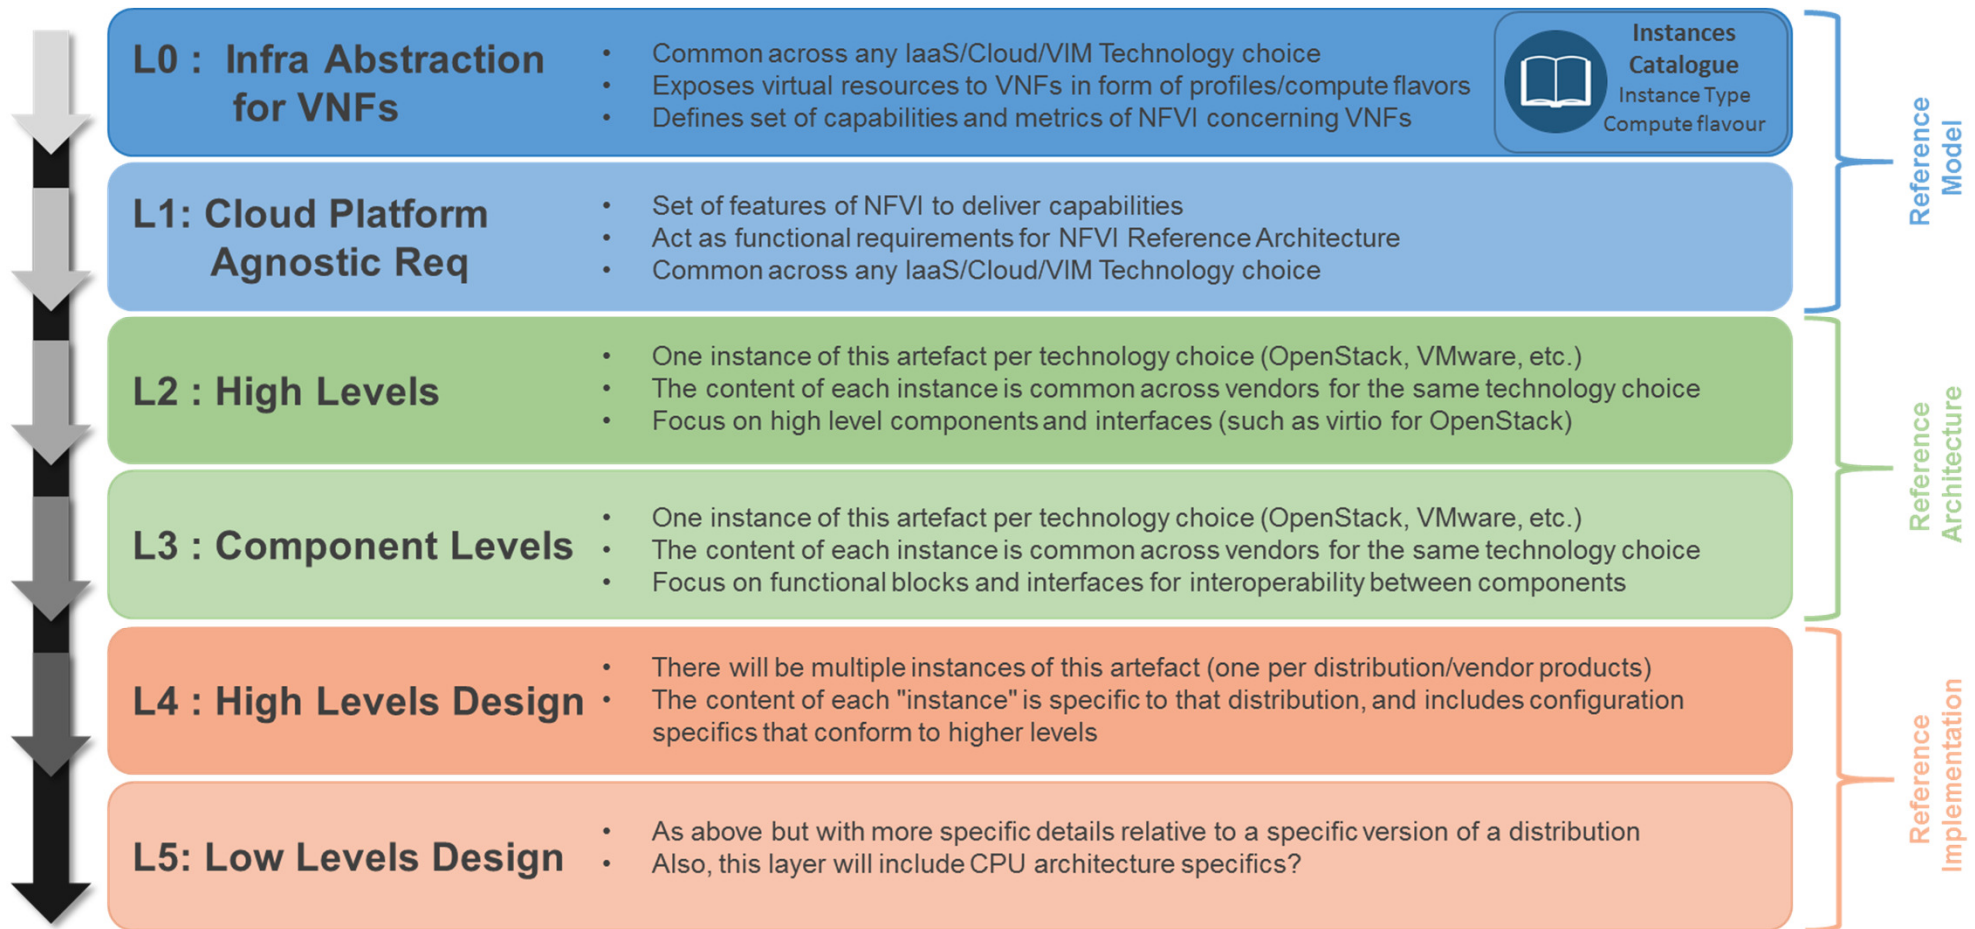 L0 : Infra Abstraction
for VNFs
• Common across any IaaS/Cloud/VIM Technology choice
• Exposes virtual resources to VNFs in form of profiles/compute flavors
• Defines set of capabilities and metrics of NFVI concerning VNFs
Instances
Catalogue
Instance Type
Compute flavour
L1: Cloud Platform
Agnostic Req
• Set of features of NFVI to deliver capabilities
• Act as functional requirements for NFVI Reference Architecture
• Common across any IaaS/Cloud/VIM Technology choice
Reference
Model
L2 : High Levels
• One instance of this artefact per technology choice (OpenStack, VMware, etc.)
• The content of each instance is common across vendors for the same technology choice
• Focus on high level components and interfaces (such as virtio for OpenStack)
L3 : Component Levels
• One instance of this artefact per technology choice (OpenStack, VMware, etc.)
• The content of each instance is common across vendors for the same technology choice
• Focus on functional blocks and interfaces for interoperability between components
Reference
Architecture
L4 : High Levels Design
• There will be multiple instances of this artefact (one per distribution/vendor products)
• The content of each "instance" is specific to that distribution, and includes configuration
specifics that conform to higher levels
L5: Low Levels Design
• As above but with more specific details relative to a specific version of a distribution
• Also, this layer will include CPU architecture specifics?
Reference
Implementation